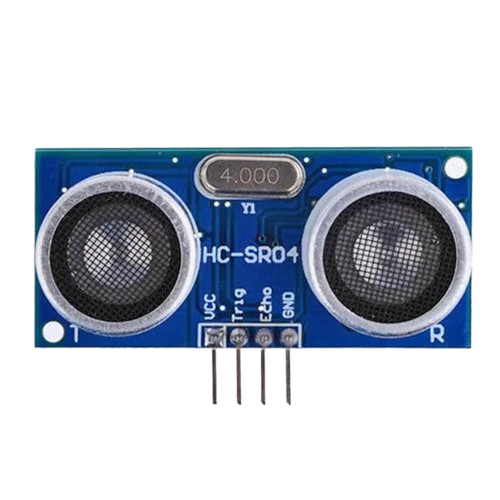 4.000
Y1
HC-SR04
VCC
Trig
Echo
GND
T
R